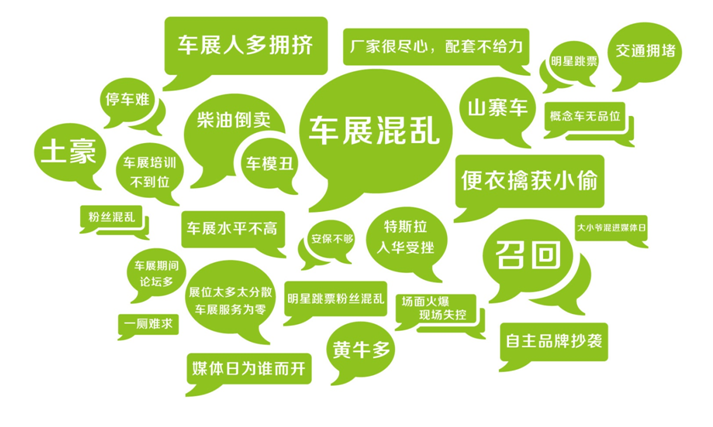 车展人多拥挤
厂家很尽心，配套不给力
明星跳票
交通拥堵
停车难
柴油倒卖
车展混乱
山寨车
概念车无品位
土豪
车展培训
不到位
车模丑
便衣擒获小偷
粉丝混乱
车展水平不高
安保不够
特斯拉
入华受挫
大小爷混进媒体日
召回
车展期间
论坛多
展位太多太分散
车展服务为零
明星跳票粉丝混乱
场面火爆
现场失控
一厕难求
黄牛多
自主品牌抄袭
媒体日为谁而开